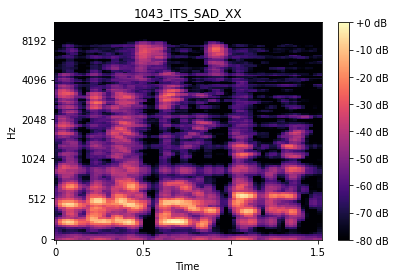 1043_ITS_SAD_XX
Hz
8192
4096
2048
1024
512
0
0
0.5
1
1.5
Time
+0 dB
-10 dB
-20 dB
-30 dB
-40 dB
-50 dB
-60 dB
-70 dB
-80 dB